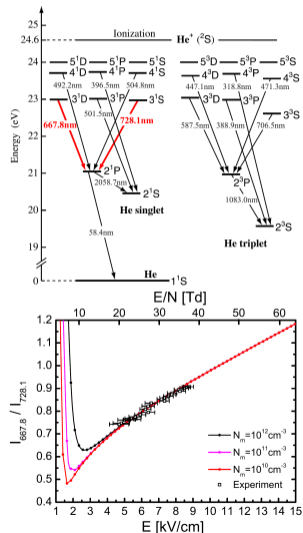 Ionization
24.6 He⁺ (²S)
5¹D 5¹P 5¹S 5³D 5³P 5³S
24
4¹D 4¹P 4¹S 4³D 4³P 4³S
492.2nm 396.5nm 504.8nm 447.1nm 318.8nm 471.3nm
23 3¹D 3¹P 3¹S 3³D 3³P 3³S
667.8nm 501.5nm 728.1nm 587.5nm 388.9nm 706.5nm
Energy (eV)
22
21 2¹P 2³P
2058.7nm 2¹S 1083.0nm
20 He singlet 2³S
58.4nm He triplet
19
He
0 1¹S
E/N [Td]
0 10 20 30 40 50 60
1.2
1.1
1.0
0.9
0.8
0.7
0.6
0.5
0.4
I667.8 / I728.1
Nm=10¹²cm⁻³
Nm=10¹¹cm⁻³
Nm=10¹⁰cm⁻³
Experiment
1 2 3 4 5 6 7 8 9 10 11 12 13 14 15
E [kV/cm]